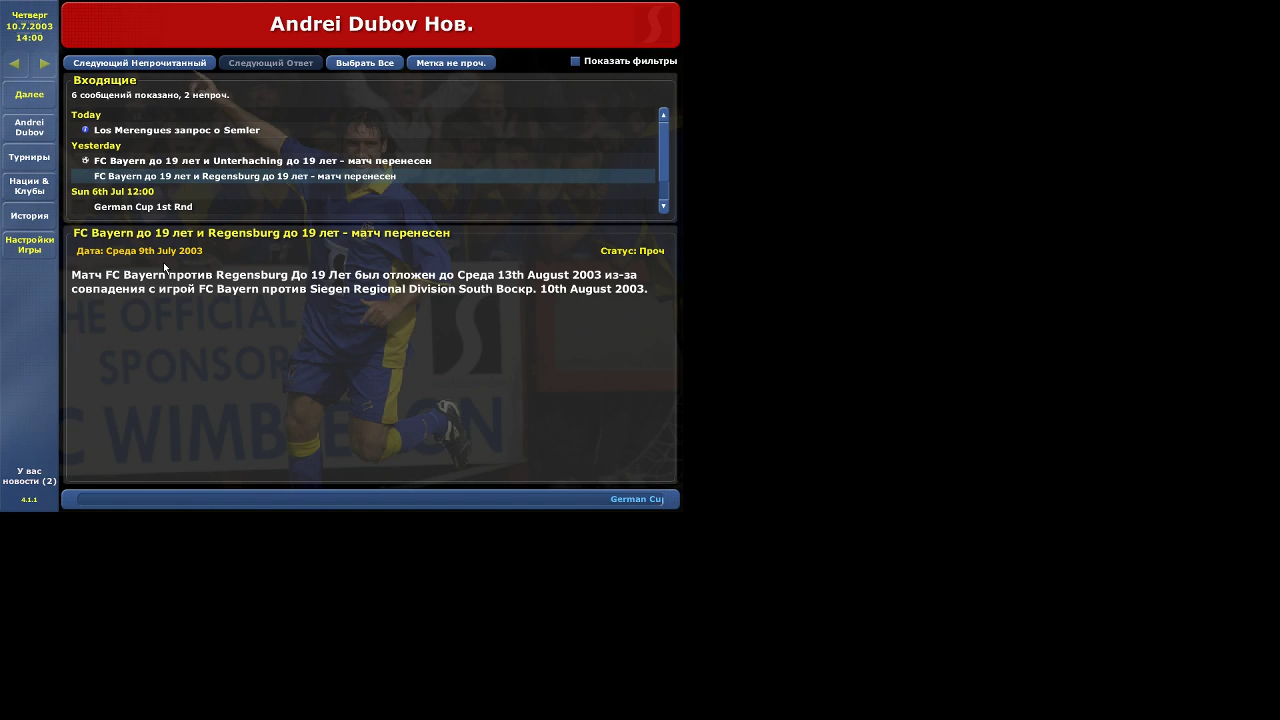 Четверг
10.7.2003
14:00
Andrei Dubov Нов.
Следующий Непрочитанный
Следующий Ответ
Выбрать Все
Метка не проч.
Показать фильтры
Далее
Andrei
Dubov
Турниры
Нации &
Клубы
История
Настройки
Игры
У вас
новости (2)
4.1.1
Входящие
6 сообщений показано, 2 непроч.
Today
Los Merengues запрос о Semler
Yesterday
FC Bayern до 19 лет и Unterhaching до 19 лет - матч перенесен
FC Bayern до 19 лет и Regensburg до 19 лет - матч перенесен
Sun 6th Jul 12:00
German Cup 1st Rnd
FC Bayern до 19 лет и Regensburg до 19 лет - матч перенесен
Дата: Среда 9th July 2003
Статус: Проч
Матч FC Bayern против Regensburg До 19 Лет был отложен до Среда 13th August 2003 из-за
совпадения с игрой FC Bayern против Siegen Regional Division South Воскр. 10th August 2003.
HE OFFICIAL
SPONSOR
C WIMB
ON
German Cu